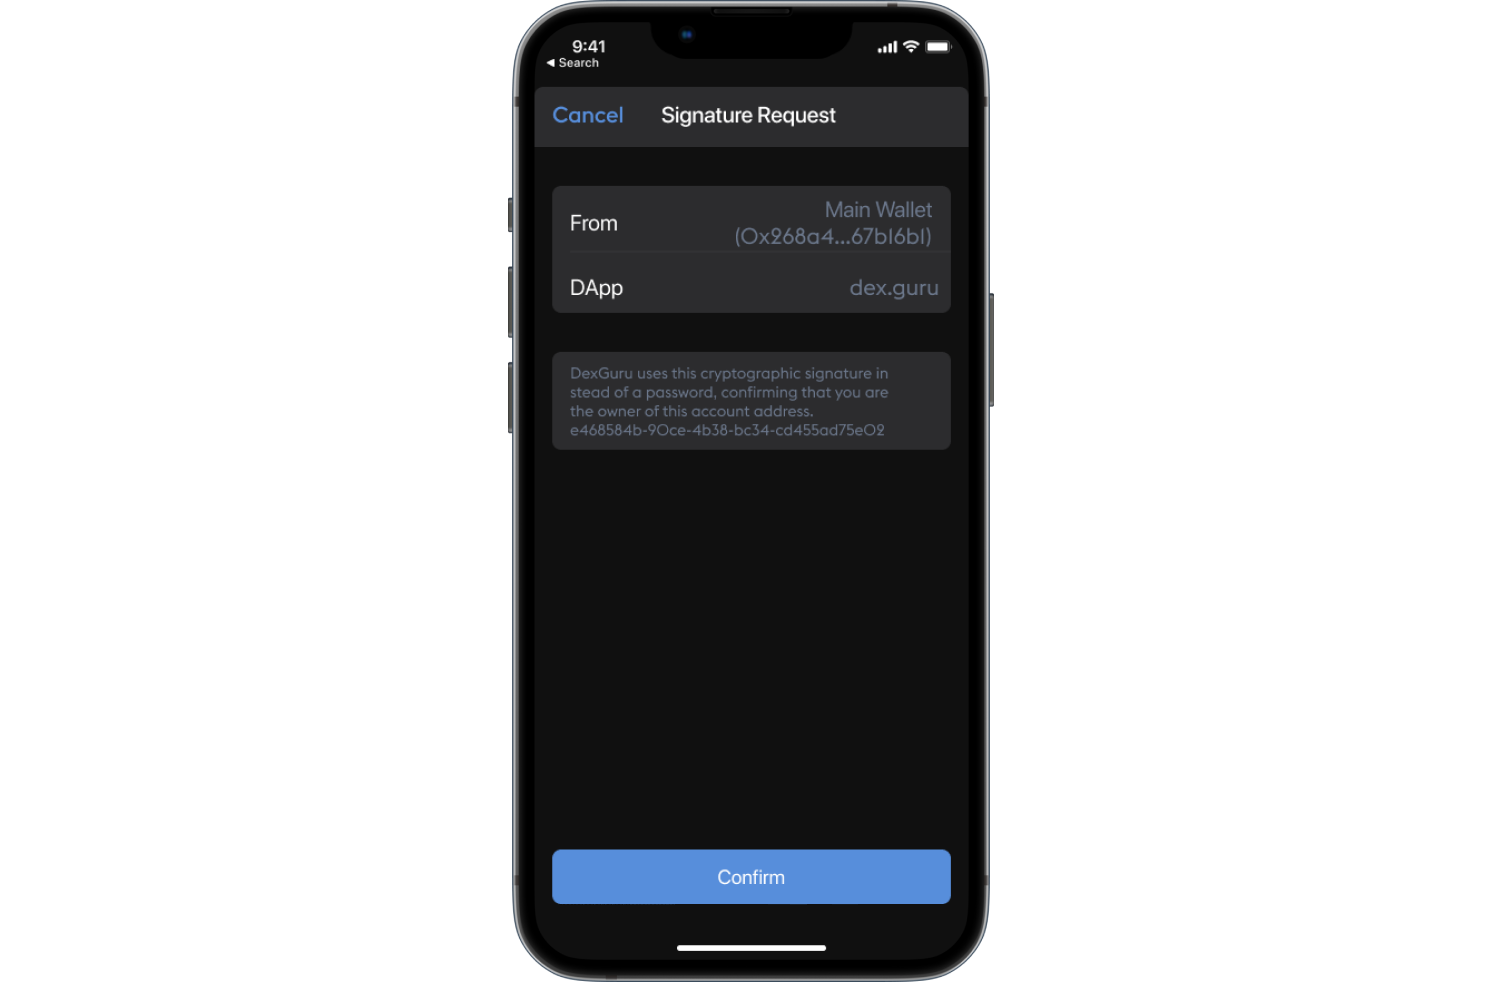 9:41
◀ Search
Cancel Signature Request
From Main Wallet
(0x268a4...67b16b1)
DApp dex.guru
DexGuru uses this cryptographic signature in
stead of a password, confirming that you are
the owner of this account address.
e468584b-90ce-4b38-bc34-cd455ad75e02
Confirm